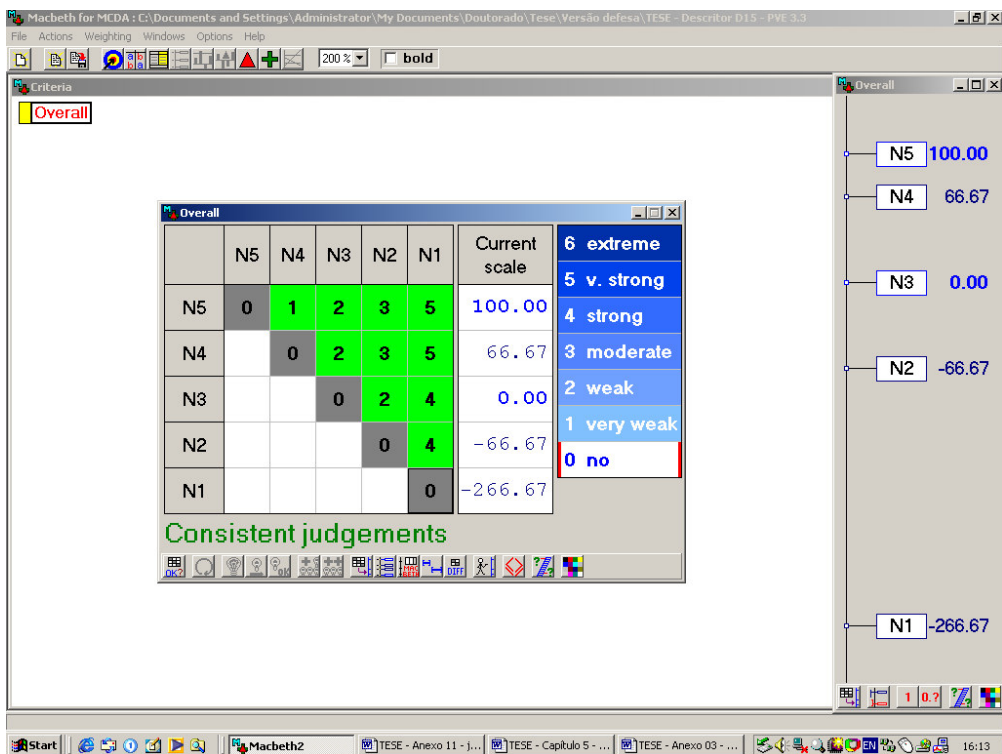 Macbeth for MCDA : C:\Documents and Settings\Administrator\My Documents\Doutorado\Tese\Versão defesa\TESE - Descritor D15 - PVE 3.3
File Actions Weighting Windows Options Help
200 % bold
Criteria
Overall
Overall
N5 100.00
N4 66.67
N3 0.00
N2 -66.67
N1 -266.67
1 0.?
Overall
N5 N4 N3 N2 N1 Current scale
N5 0 1 2 3 5 100.00
N4 0 2 3 5 66.67
N3 0 2 4 0.00
N2 0 4 -66.67
N1 0 -266.67
6 extreme
5 v. strong
4 strong
3 moderate
2 weak
1 very weak
0 no
Consistent judgements
OK? OK DIFF
Start Macbeth2 TESE - Anexo 11 - j... TESE - Capítulo 5 - ... TESE - Anexo 03 - ... EN 16:13